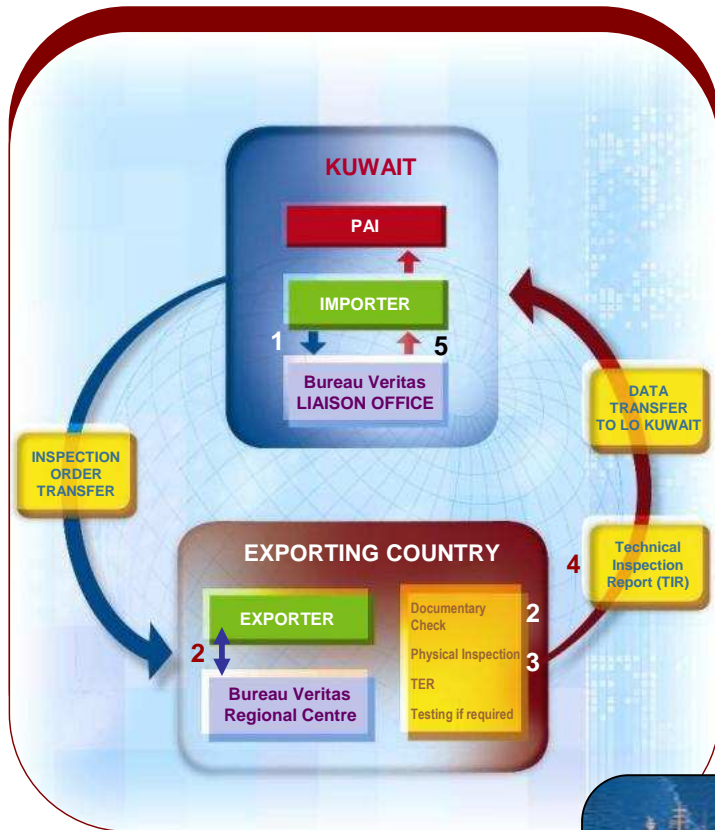 KUWAIT
PAI
IMPORTER
1
5
Bureau Veritas
LIAISON OFFICE
DATA
TRANSFER
TO LO KUWAIT
INSPECTION
ORDER
TRANSFER
EXPORTING COUNTRY
4
Technical
Inspection
Report (TIR)
EXPORTER
2
Bureau Veritas
Regional Centre
Documentary
Check
2
Physical Inspection
3
TER
Testing if required